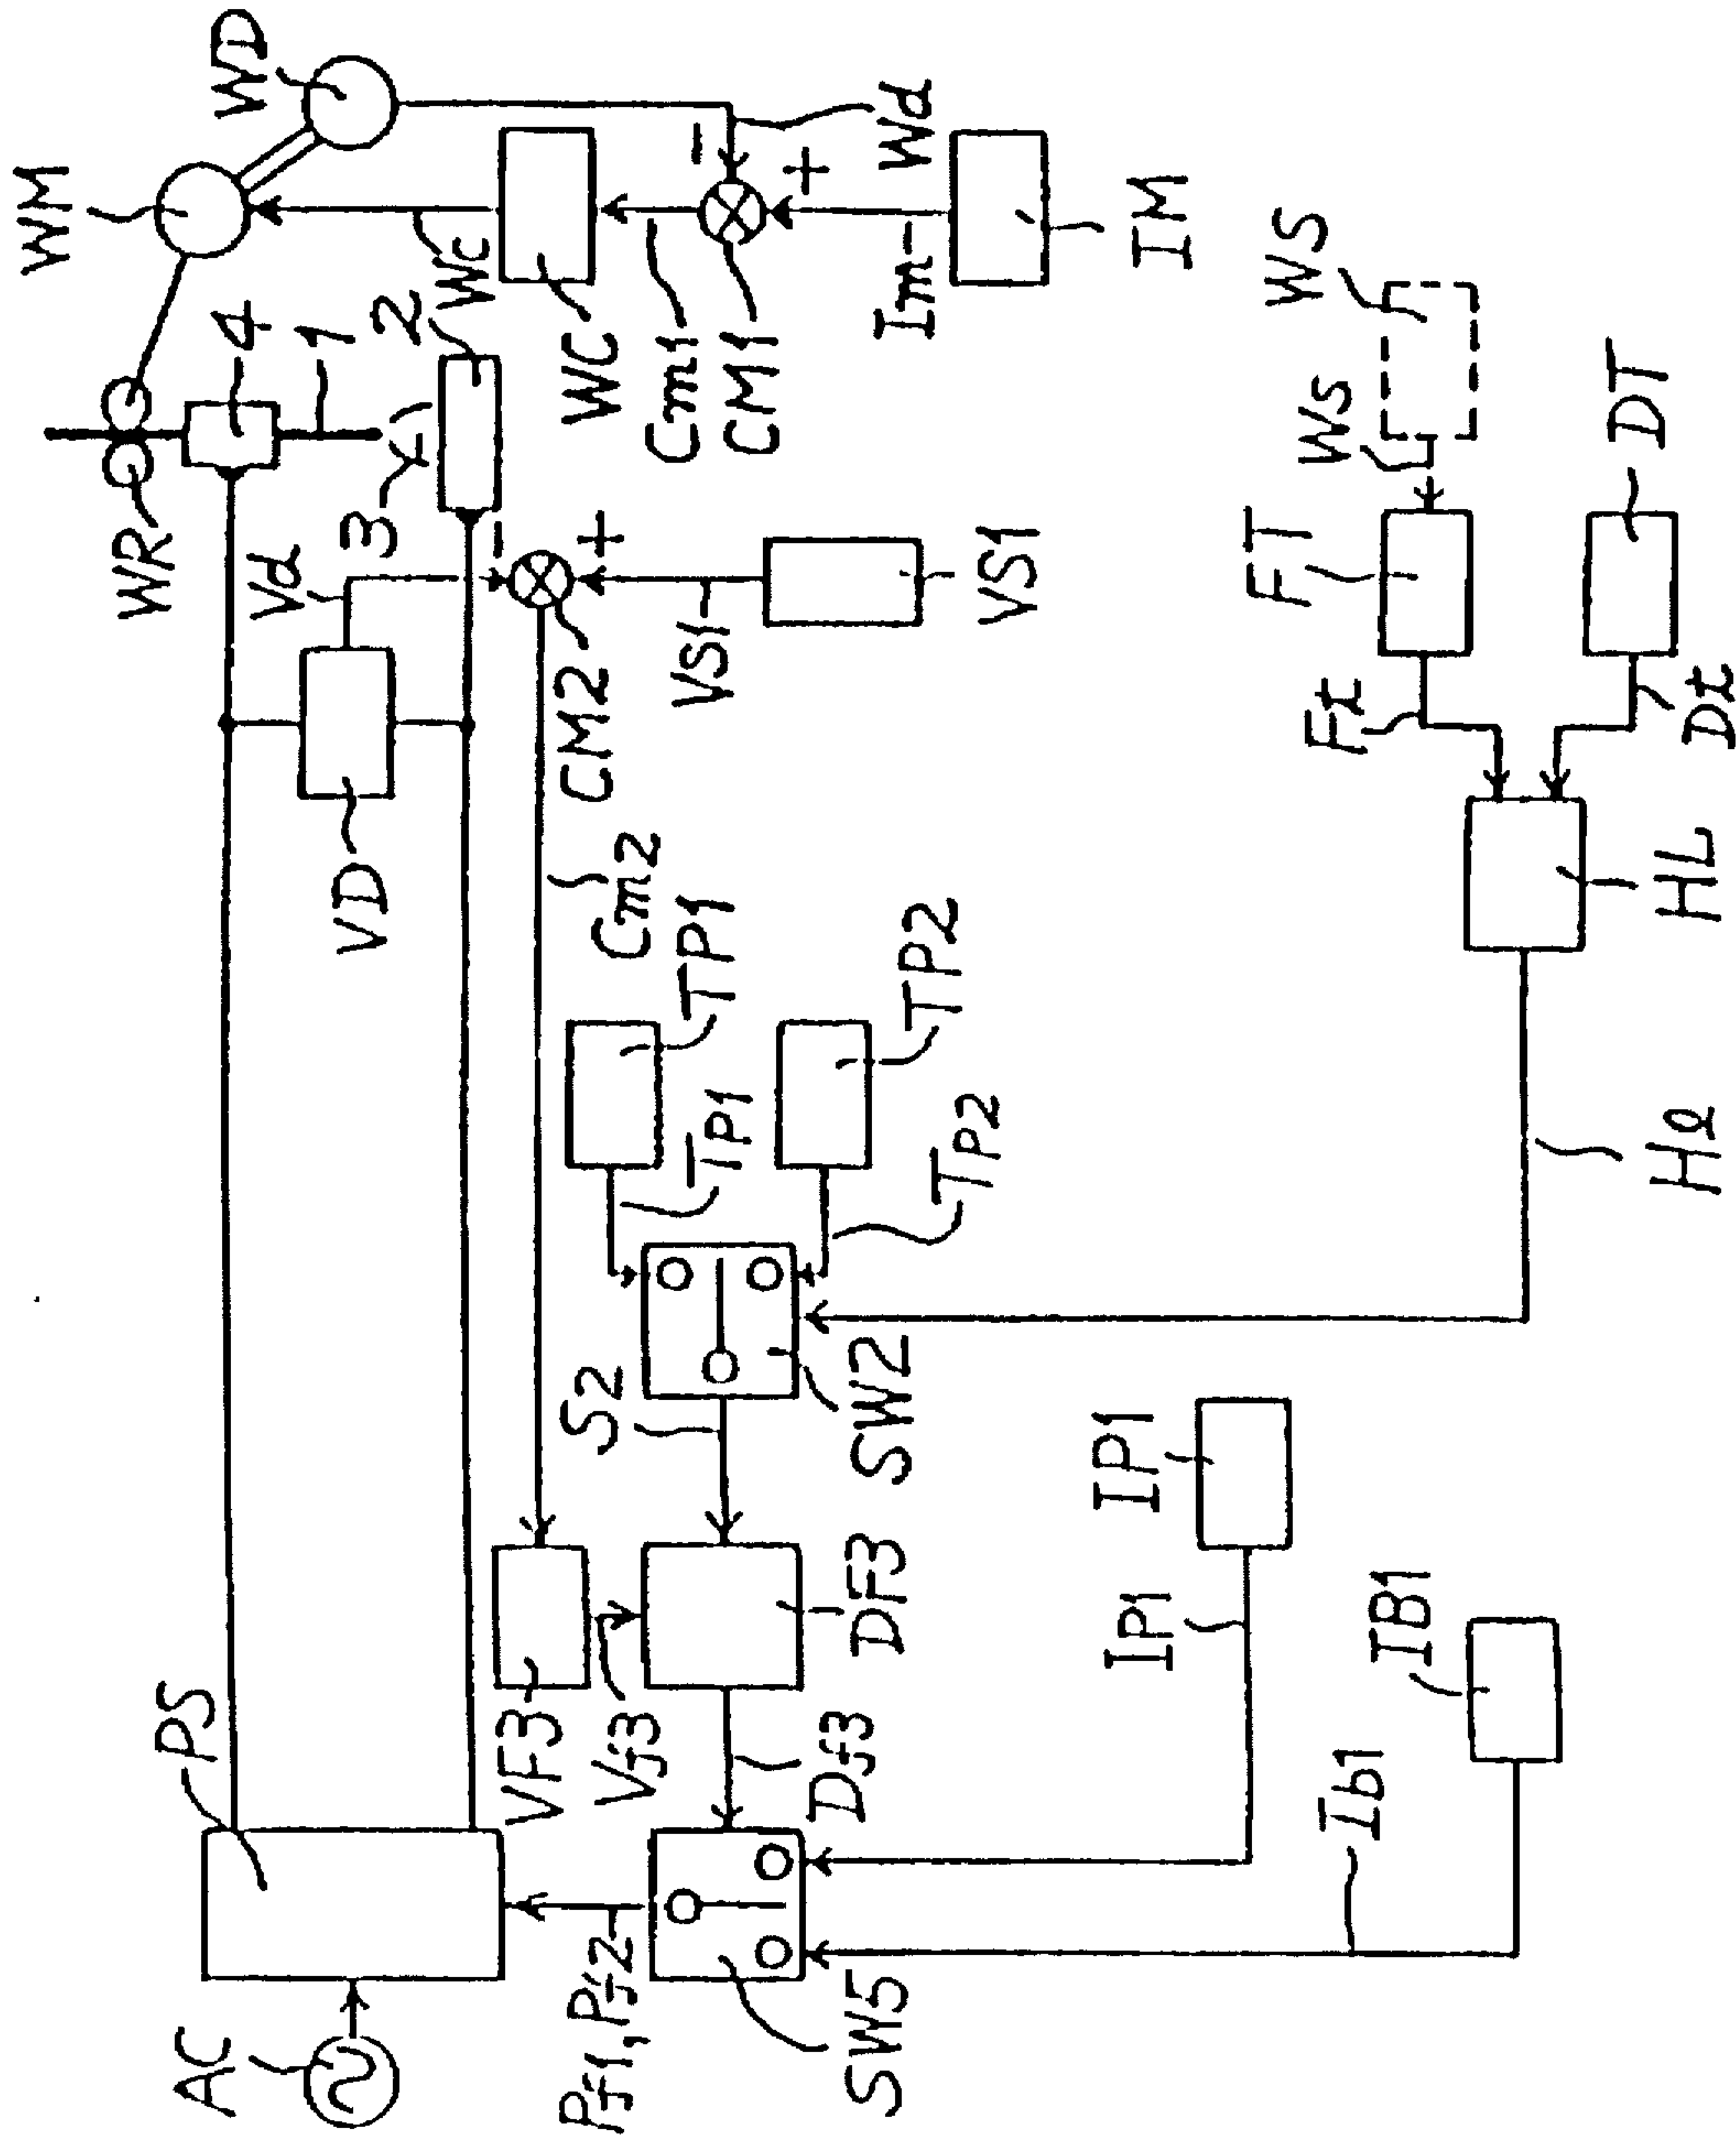 AC
PS
VD
Vd
WR
WM
WD
4
1
3
2
Wc
WC
Cm1
CM1
Wd
Im
IM
-
+
-
+
CM2
Cm2
VS1
VS1
VF3
Vf3
S2
TP1
TP1
TP2
TP2
SW2
DF3
Df3
Pf1, Pf2
SW5
IP1
IP1
IB1
Ib1
WS
Ws
FT
Ft
DT
Dt
HL
Hl